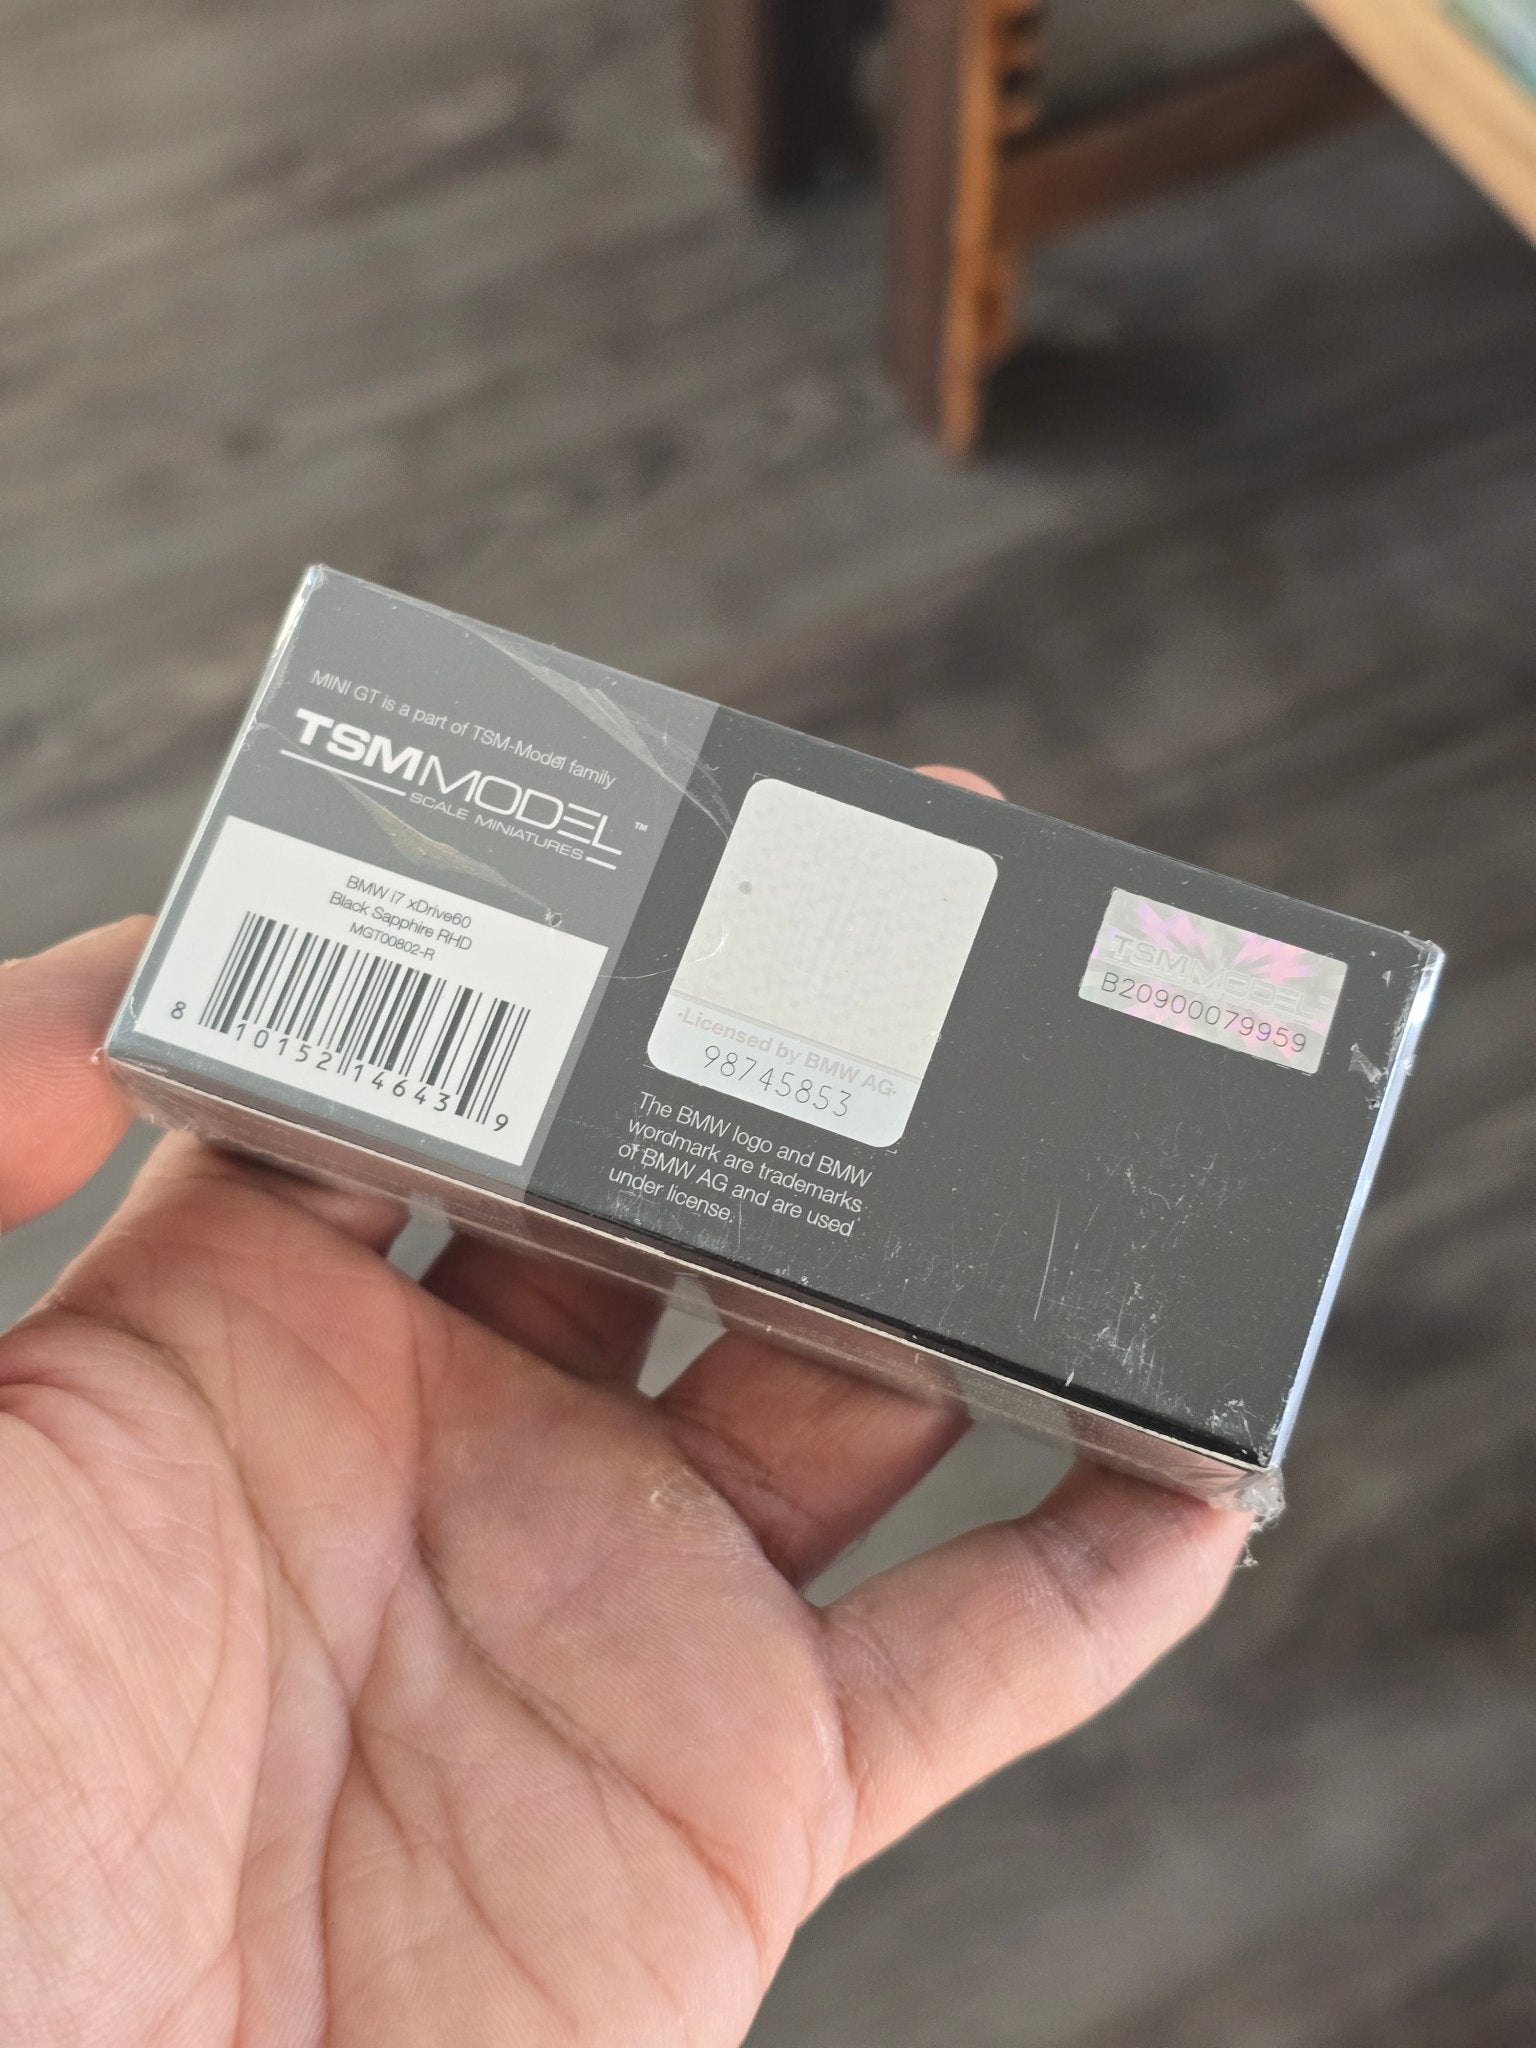 MINI GT is a part of TSM-Model family
TSMMODEL™
SCALE MINIATURES
BMW i7 xDrive60
Black Sapphire RHD
MGT00802-R
8 10152 14643 9
·Licensed by BMW AG·
98745853
The BMW logo and BMW
wordmark are trademarks
of BMW AG and are used
under license.
TSMMODEL
B20900079959